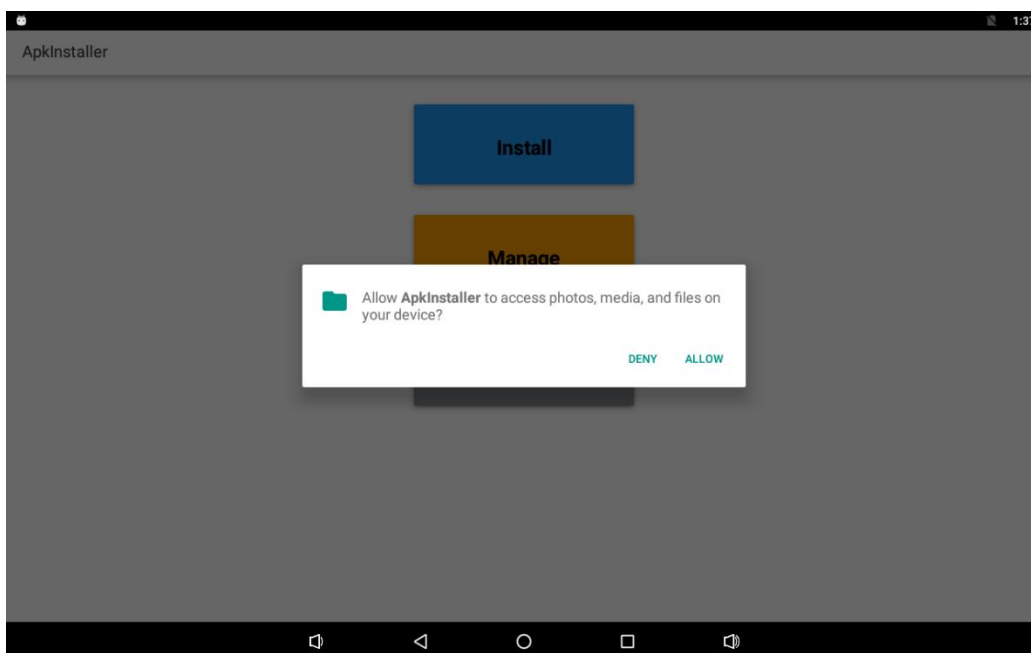 1:37
ApkInstaller
Install
Manage
Allow ApkInstaller to access photos, media, and files on
your device?
DENY
ALLOW